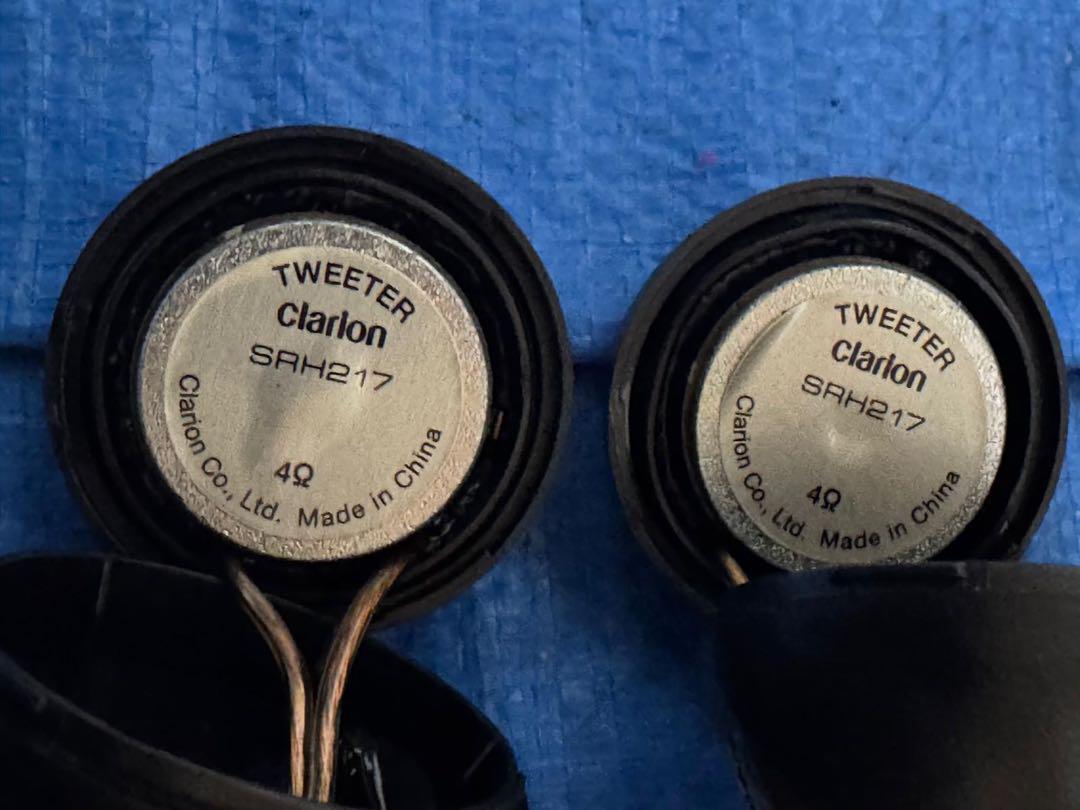 TWEETER
Clarion
SRH217
4Ω
Clarion Co., Ltd. Made in China
TWEETER
Clarion
SRH217
4Ω
Clarion Co., Ltd. Made in China